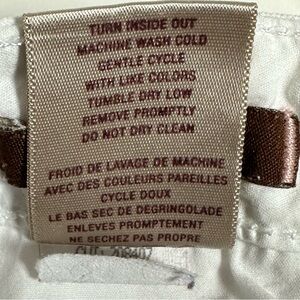 TURN INSIDE OUT
MACHINE WASH COLD
GENTLE CYCLE
WITH LIKE COLORS
TUMBLE DRY LOW
REMOVE PROMPTLY
DO NOT DRY CLEAN
FROID DE LAVAGE DE MACHINE
AVEC DES COULEURS PAREILLES
CYCLE DOUX
LE BAS SEC DE DEGRINGOLADE
ENLEVES PROMPTEMENT
NE SECHEZ PAS PROPRE